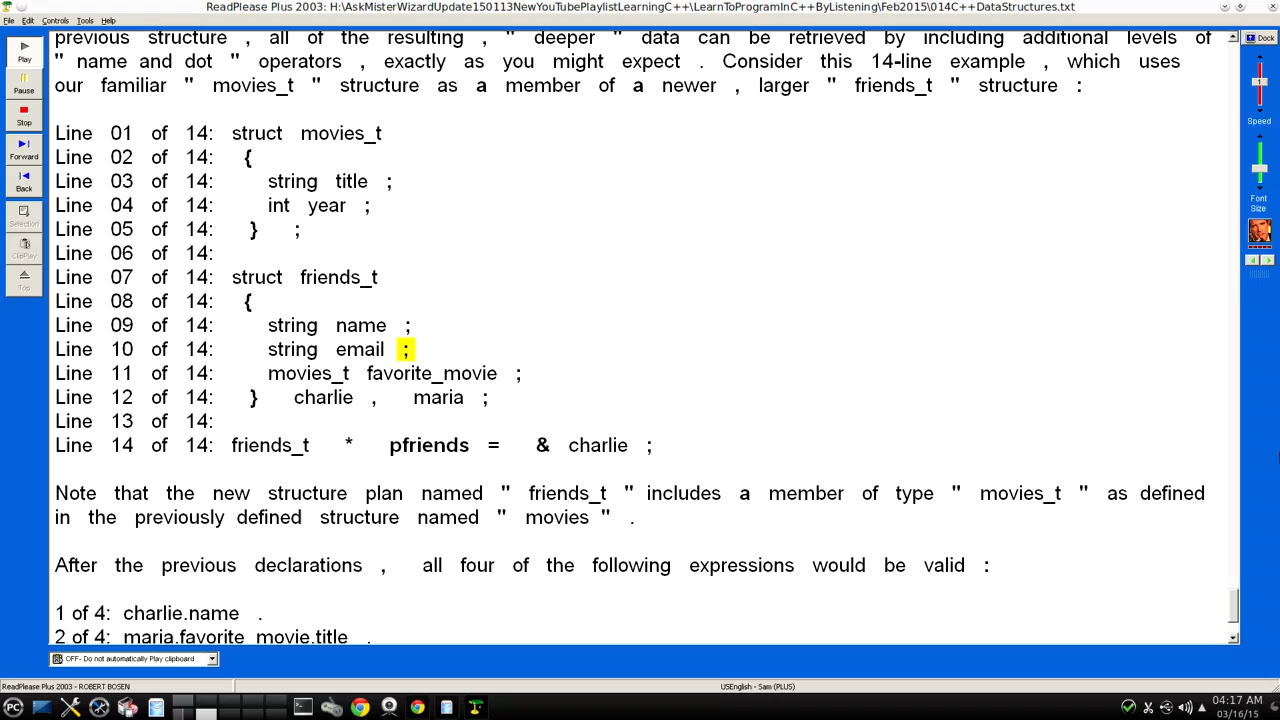 ReadPlease Plus 2003: H:\AskMisterWizardUpdate150113NewYouTubePlaylistLearningC++\LearnToProgramInC++ByListening\Feb2015\014C++DataStructures.txt
File Edit Controls Tools Help
previous structure , all of the resulting , " deeper " data can be retrieved by including additional levels of
" name and dot " operators , exactly as you might expect . Consider this 14-line example , which uses
our familiar " movies_t " structure as a member of a newer , larger " friends_t " structure :
Line 01 of 14: struct movies_t
Line 02 of 14: {
Line 03 of 14: string title ;
Line 04 of 14: int year ;
Line 05 of 14: } ;
Line 06 of 14:
Line 07 of 14: struct friends_t
Line 08 of 14: {
Line 09 of 14: string name ;
Line 10 of 14: string email ;
Line 11 of 14: movies_t favorite_movie ;
Line 12 of 14: } charlie , maria ;
Line 13 of 14:
Line 14 of 14: friends_t * pfriends = & charlie ;
Note that the new structure plan named " friends_t " includes a member of type " movies_t " as defined
in the previously defined structure named " movies " .
After the previous declarations , all four of the following expressions would be valid :
1 of 4: charlie.name .
2 of 4: maria.favorite_movie.title .
Play
Pause
Stop
Forward
Back
Selection
ClipPlay
Top
Dock
Speed
Font
Size
OFF- Do not automatically Play clipboard
ReadPlease Plus 2003 - ROBERT BOSEN
USEnglish - Sam (PLUS)
PC
04:17 AM
03/16/15